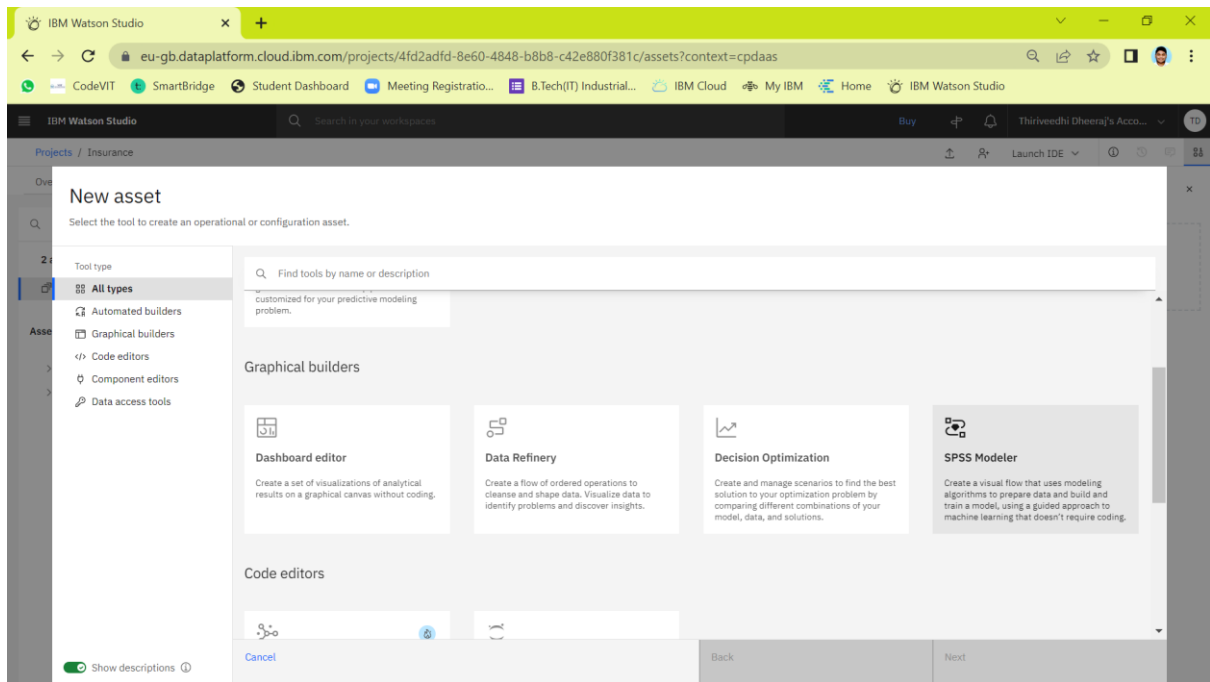 IBM Watson Studio
eu-gb.dataplatform.cloud.ibm.com/projects/4fd2adfd-8e60-4848-b8b8-c42e880f381c/assets?context=cpdaas
CodeVIT
SmartBridge
Student Dashboard
Meeting Registratio...
B.Tech(IT) Industrial...
IBM Cloud
My IBM
Home
IBM Watson Studio
IBM Watson Studio
Search in your workspaces
Buy
Thiriveedhi Dheeraj's Acco...
TD
Projects / Insurance
Launch IDE
Ove
New asset
Select the tool to create an operational or configuration asset.
2 a
Asse
Tool type
All types
Automated builders
Graphical builders
</> Code editors
Component editors
Data access tools
Show descriptions
Find tools by name or description
customized for your predictive modeling
problem.
Graphical builders
Dashboard editor
Create a set of visualizations of analytical
results on a graphical canvas without coding.
Data Refinery
Create a flow of ordered operations to
cleanse and shape data. Visualize data to
identify problems and discover insights.
Decision Optimization
Create and manage scenarios to find the best
solution to your optimization problem by
comparing different combinations of your
model, data, and solutions.
SPSS Modeler
Create a visual flow that uses modeling
algorithms to prepare data and build and
train a model, using a guided approach to
machine learning that doesn't require coding.
Code editors
Cancel
Back
Next